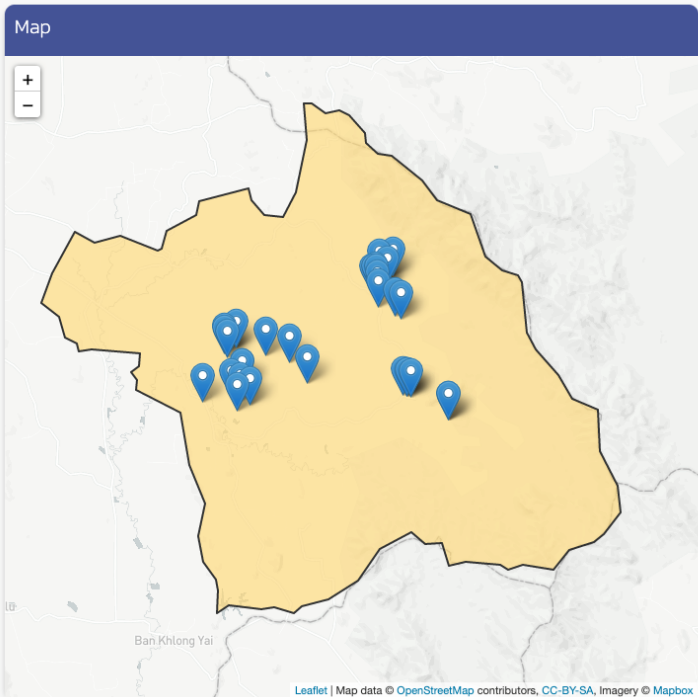 Map
+
−
Ban Khlong Yai
Leaflet | Map data © OpenStreetMap contributors, CC-BY-SA, Imagery © Mapbox